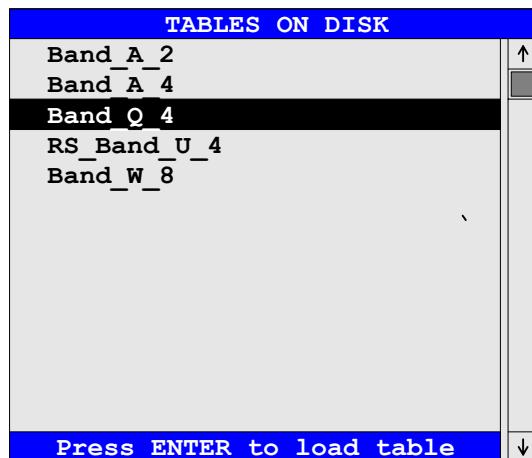 TABLES ON DISK
Band_A_2
Band_A_4
Band_Q_4
RS_Band_U_4
Band_W_8
Press ENTER to load table